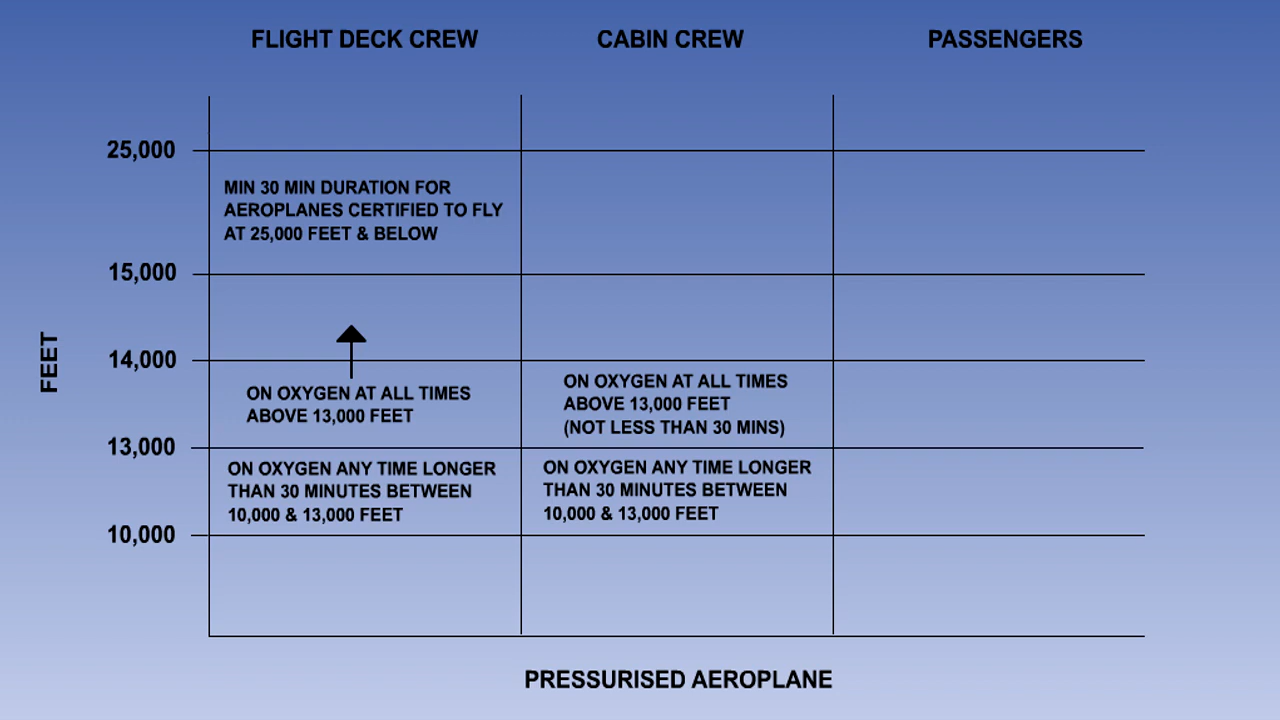 FLIGHT DECK CREW
CABIN CREW
PASSENGERS
25,000
MIN 30 MIN DURATION FOR
AEROPLANES CERTIFIED TO FLY
AT 25,000 FEET & BELOW
15,000
FEET
14,000
ON OXYGEN AT ALL TIMES
ABOVE 13,000 FEET
ON OXYGEN AT ALL TIMES
ABOVE 13,000 FEET
(NOT LESS THAN 30 MINS)
13,000
ON OXYGEN ANY TIME LONGER
THAN 30 MINUTES BETWEEN
10,000 & 13,000 FEET
ON OXYGEN ANY TIME LONGER
THAN 30 MINUTES BETWEEN
10,000 & 13,000 FEET
10,000
PRESSURISED AEROPLANE